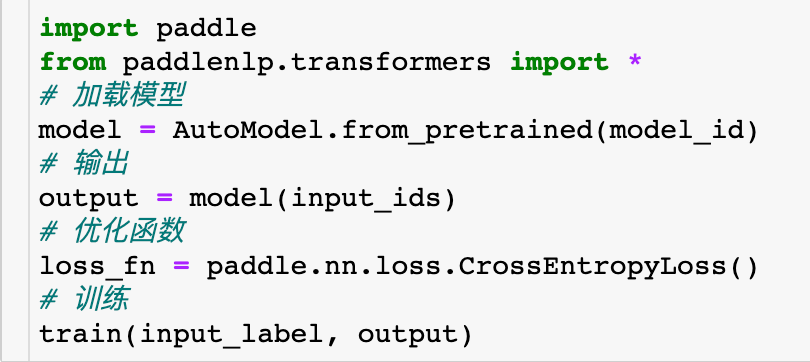 import paddle
from paddlenlp.transformers import *
# 加载模型
model = AutoModel.from_pretrained(model_id)
# 输出
output = model(input_ids)
# 优化函数
loss_fn = paddle.nn.loss.CrossEntropyLoss()
# 训练
train(input_label, output)